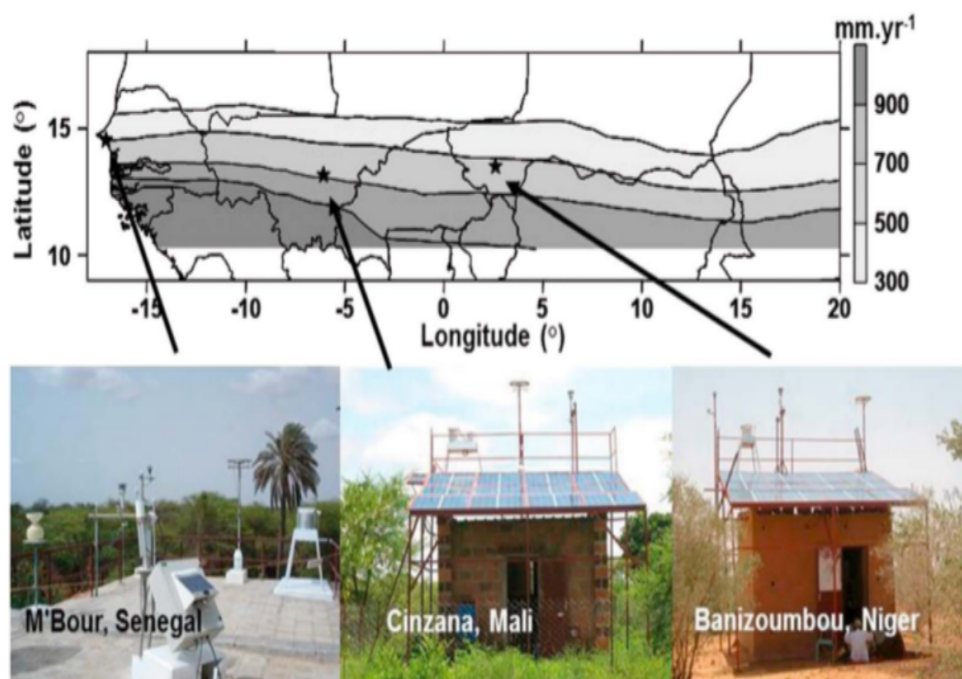 mm.yr-1
Latitude (o)
15
10
900
700
500
300
-15
-10
-5
0
5
10
15
20
Longitude (o)
M'Bour, Senegal
Cinzana, Mali
Banizoumbou, Niger